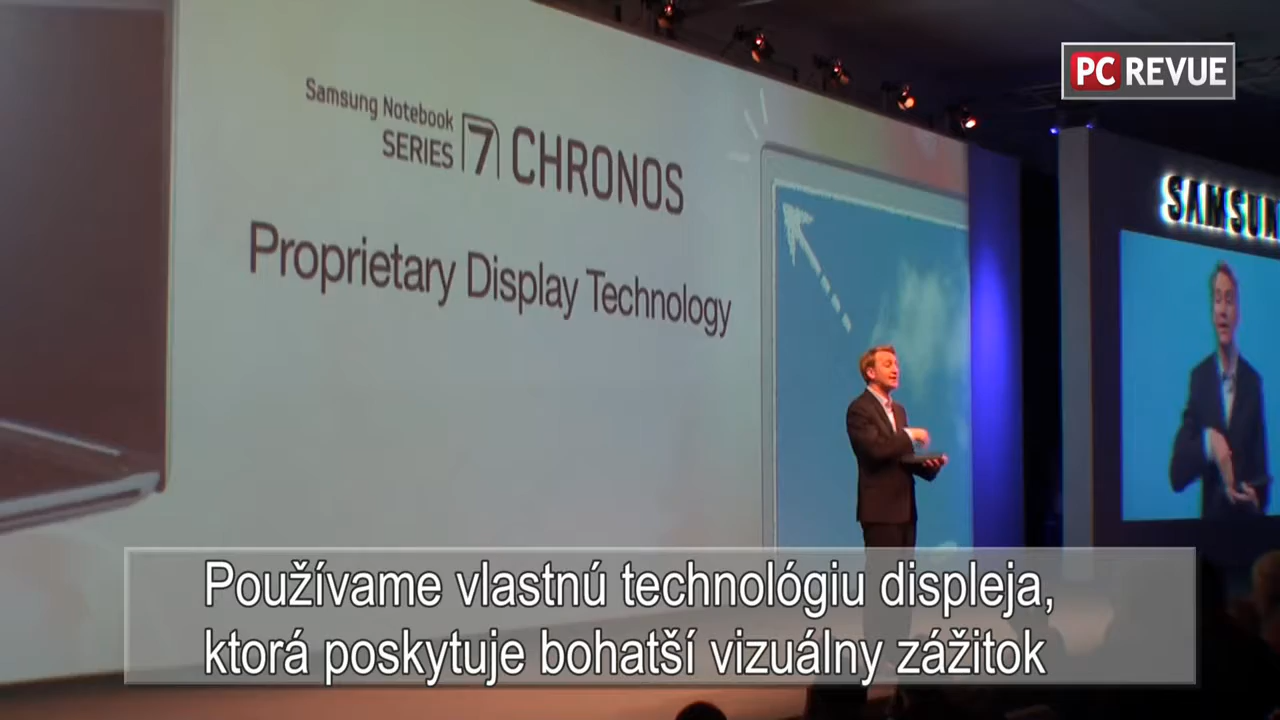 PC REVUE
Samsung Notebook
SERIES 7 CHRONOS
Proprietary Display Technology
SAMSUN
Používame vlastnú technológiu displeja,
ktorá poskytuje bohatší vizuálny zážitok